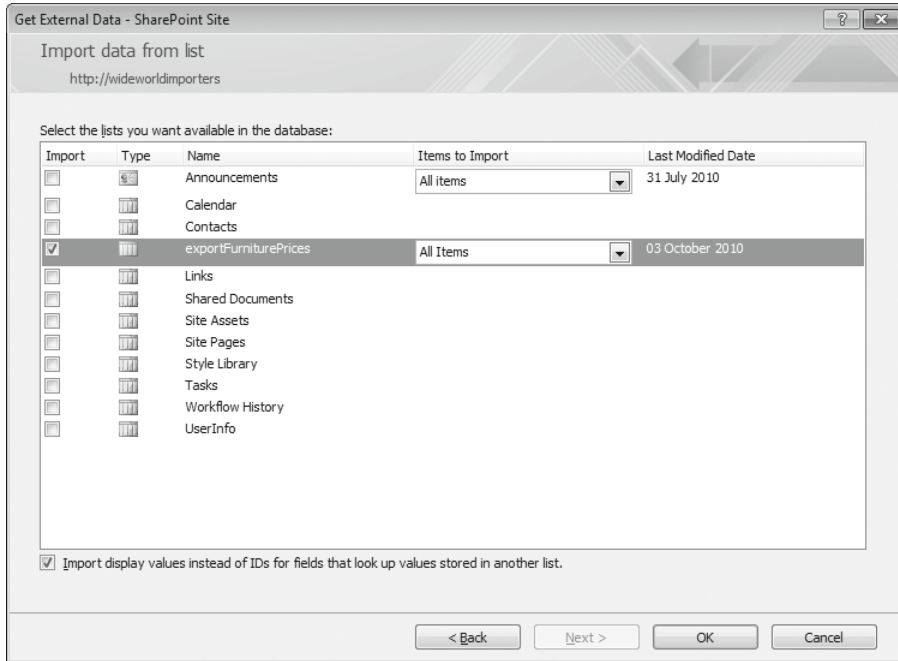 Get External Data - SharePoint Site
Import data from list
http://wideworldimporters
Select the lists you want available in the database:
Import Type Name Items to Import Last Modified Date
Announcements All items 31 July 2010
Calendar
Contacts
exportFurniturePrices All Items 03 October 2010
Links
Shared Documents
Site Assets
Site Pages
Style Library
Tasks
Workflow History
UserInfo
Import display values instead of IDs for fields that look up values stored in another list.
< Back Next > OK Cancel